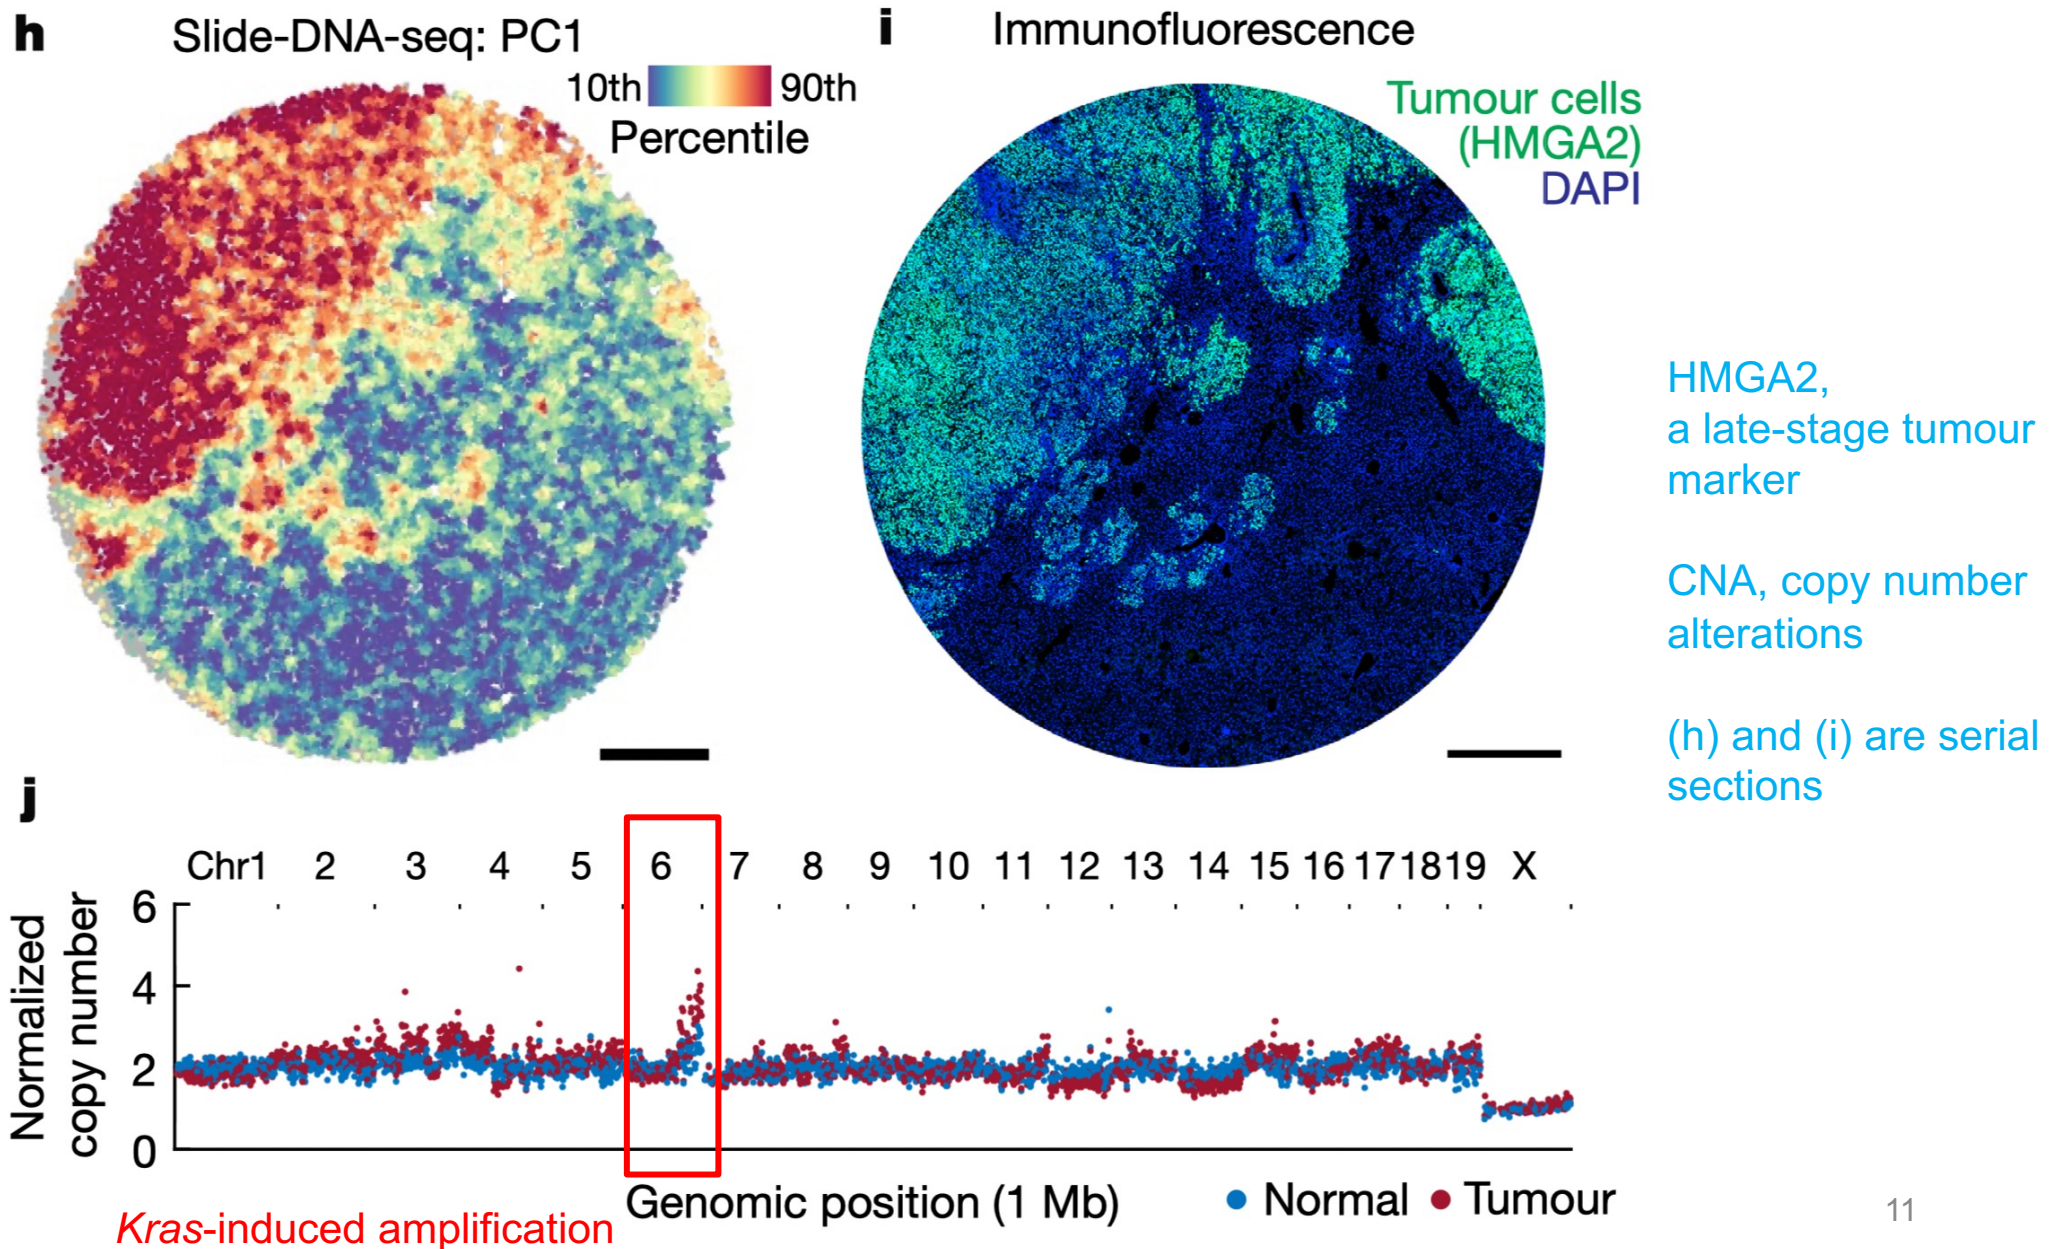 h
Slide-DNA-seq: PC1
10th
90th
Percentile
i
Immunofluorescence
Tumour cells
(HMGA2)
DAPI
HMGA2,
a late-stage tumour
marker
CNA, copy number
alterations
(h) and (i) are serial
sections
j
Chr1 2 3 4 5 6 7 8 9 10 11 12 13 14 15 16 17 18 19 X
Normalized
copy number
6
4
2
0
Genomic position (1 Mb)
Normal
Tumour
Kras-induced amplification
11